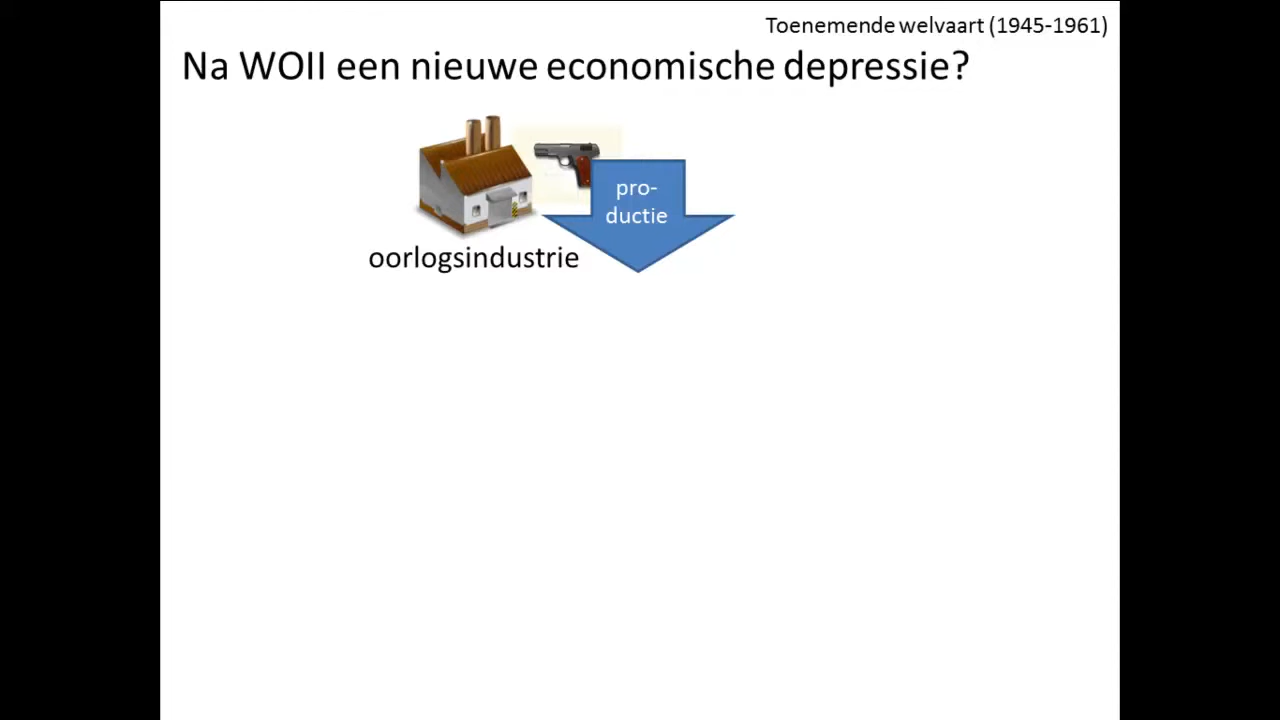 Toenemende welvaart (1945-1961)
Na WOII een nieuwe economische depressie?
pro-
ductie
oorlogsindustrie